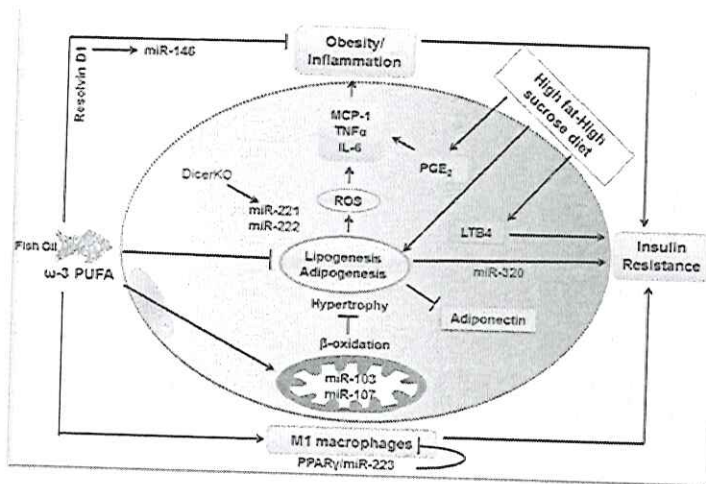 Resolvin D1
miR-146
Obesity/
Inflammation
High fat-High
sucrose diet
MCP-1
TNFα
IL-6
PGE₂
DicerKO
miR-221
miR-222
ROS
LTB4
Fish Oil
ω-3 PUFA
Lipogenesis
Adipogenesis
miR-320
Insulin
Resistance
Hypertrophy
Adiponectin
β-oxidation
miR-103
miR-107
M1 macrophages
PPARγ/miR-223